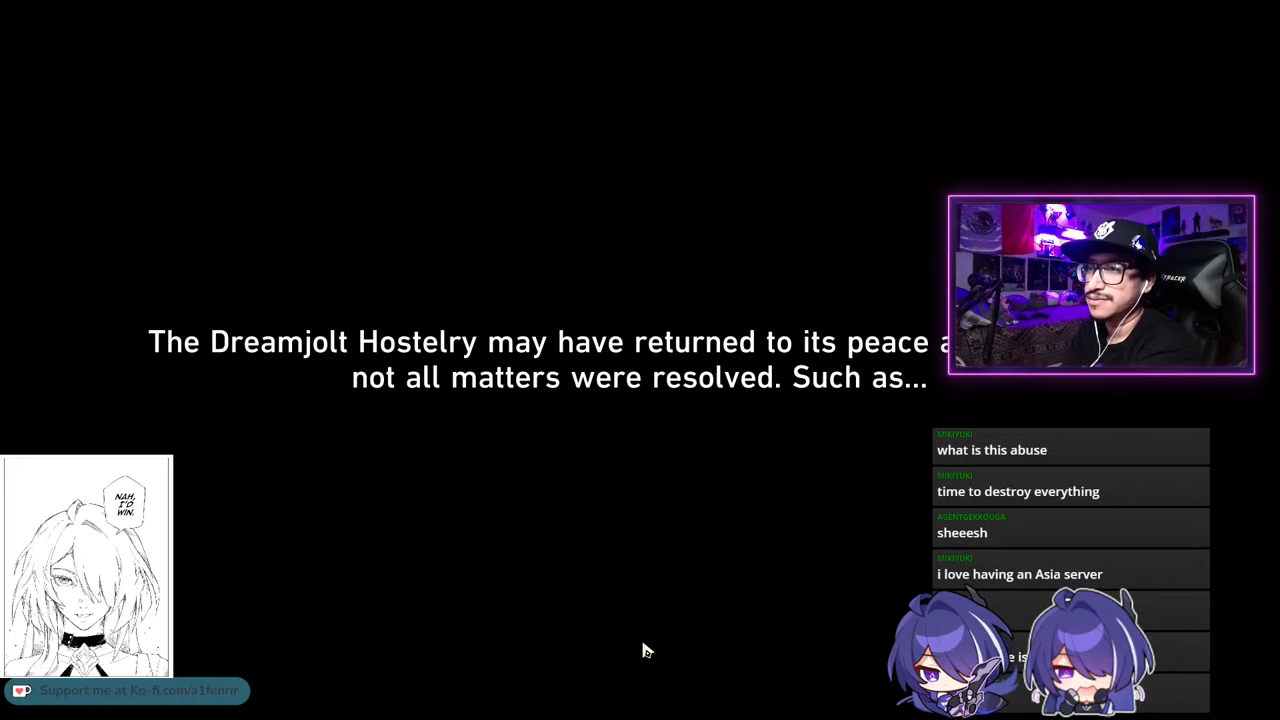 The Dreamjolt Hostelry may have returned to its peace
not all matters were resolved. Such as...
RACER
NAH,
I'D
WIN.
MIKIYUKI
what is this abuse
MIKIYUKI
time to destroy everything
AGENTGEKKOUGA
sheeesh
MIKIYUKI
i love having an Asia server
Support me at Ko-fi.com/a1fenrir